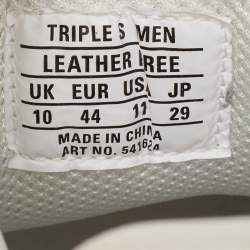 TRIPLE S MEN
LEATHER FREE
UK EUR USA JP
10 44 11 29
MADE IN CHINA
ART NO. 541624